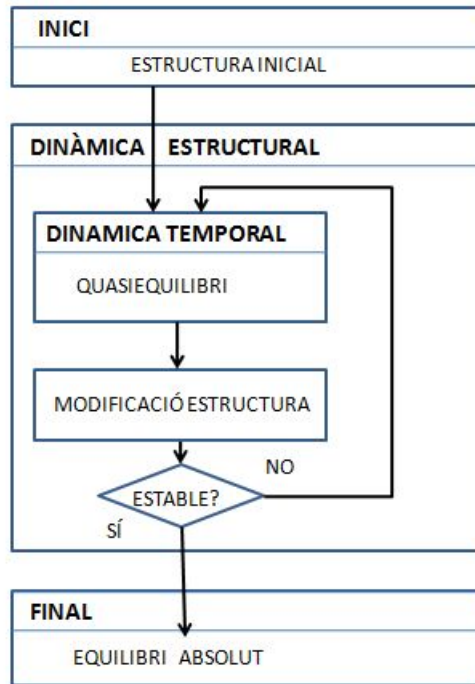 INICI
ESTRUCTURA INICIAL
DINÀMICA ESTRUCTURAL
DINAMICA TEMPORAL
QUASIEQUILIBRI
MODIFICACIÓ ESTRUCTURA
NO
ESTABLE?
SÍ
FINAL
EQUILIBRI ABSOLUT